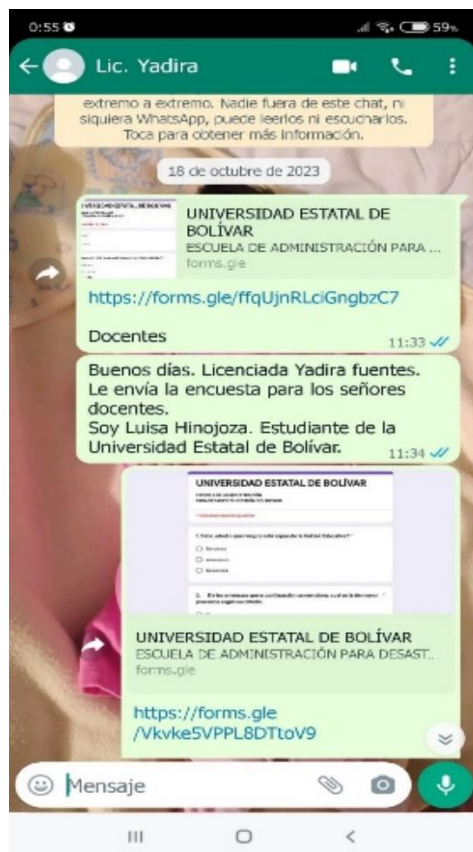 0:55
59%
Lic. Yadira
extremo a extremo. Nadie fuera de este chat, ni
siquiera WhatsApp, puede leerlos ni escucharlos.
Toca para obtener más información.
18 de octubre de 2023
UNIVERSIDAD ESTATAL DE
BOLÍVAR
ESCUELA DE ADMINISTRACIÓN PARA ...
forms.gle
https://forms.gle/ffqUjnRLciGngbzC7
Docentes
11:33
Buenos días. Licenciada Yadira fuentes.
Le envía la encuesta para los señores
docentes.
Soy Luisa Hinojoza. Estudiante de la
Universidad Estatal de Bolívar.
11:34
UNIVERSIDAD ESTATAL DE BOLÍVAR
UNIVERSIDAD ESTATAL DE BOLÍVAR
ESCUELA DE ADMINISTRACIÓN PARA DESAST..
forms.gle
https://forms.gle
/Vkvke5VPPL8DTtoV9
Mensaje